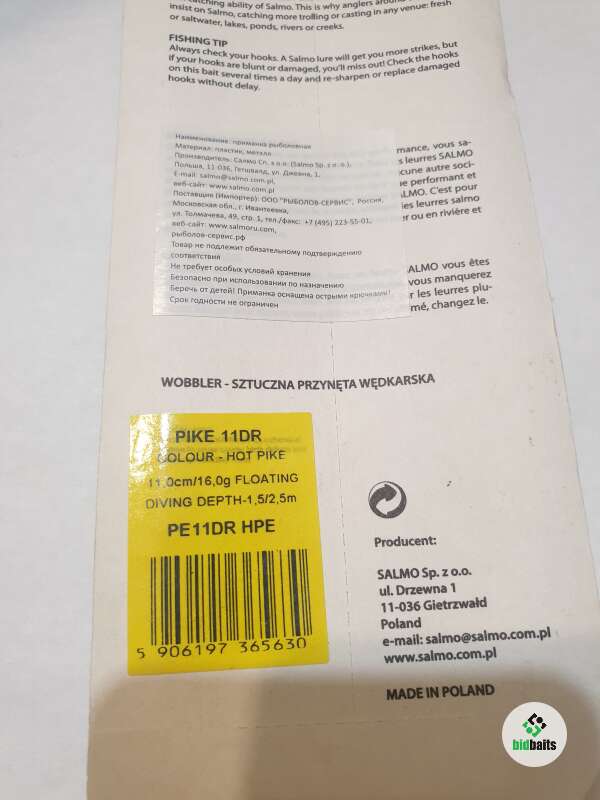 catching ability of Salmo. This is why anglers around
insist on Salmo, catching more trolling or casting in any venue: fresh
or saltwater, lakes, ponds, rivers or creeks.
FISHING TIP
Always check your hooks. A Salmo lure will get you more strikes, but
if your hooks are blunt or damaged, you'll miss out! Check the hooks
on this bait several times a day and re-sharpen or replace damaged
hooks without delay.
Наименование: приманка рыболовная
Материал: пластик, металл
Производитель: Салмо Сп. з о.о. (Salmo Sp. z o. o.),
Польша, 11-036, Гетшвалд, ул.Джевна, 1,
E-mail: salmo@salmo.com.pl,
веб-сайт: www.salmo.com.pl
Поставщик (Импортер): ООО "РЫБОЛОВ-СЕРВИС", Россия,
Московская обл., г. Ивантеевка,
ул. Толмачева, 49, стр. 1, тел./факс: +7 (495) 223-55-01,
веб-сайт: www.salmoru.com,
рыболов-сервис.рф
Товар не подлежит обязательному подтверждению
соответствия
Не требует особых условий хранения
Безопасно при использовании по назначению
Беречь от детей! Приманка оснащена острыми крючками!
Срок годности не ограничен
mance, vous sa-
s leurres SALMO
cune autre soci-
e performant et
LMO. C'est pour
les leurres salmo
er ou en rivière et
SALMO vous êtes
vous manquerez
r les leurres plu-
mé, changez le.
WOBBLER - SZTUCZNA PRZYNĘTA WĘDKARSKA
PIKE 11DR
COLOUR - HOT PIKE
11,0cm/16,0g FLOATING
DIVING DEPTH-1,5/2,5m
PE11DR HPE
5 906197 365630
Producent:
SALMO Sp. z o.o.
ul. Drzewna 1
11-036 Gietrzwałd
Poland
e-mail: salmo@salmo.com.pl
www.salmo.com.pl
MADE IN POLAND
bidbaits